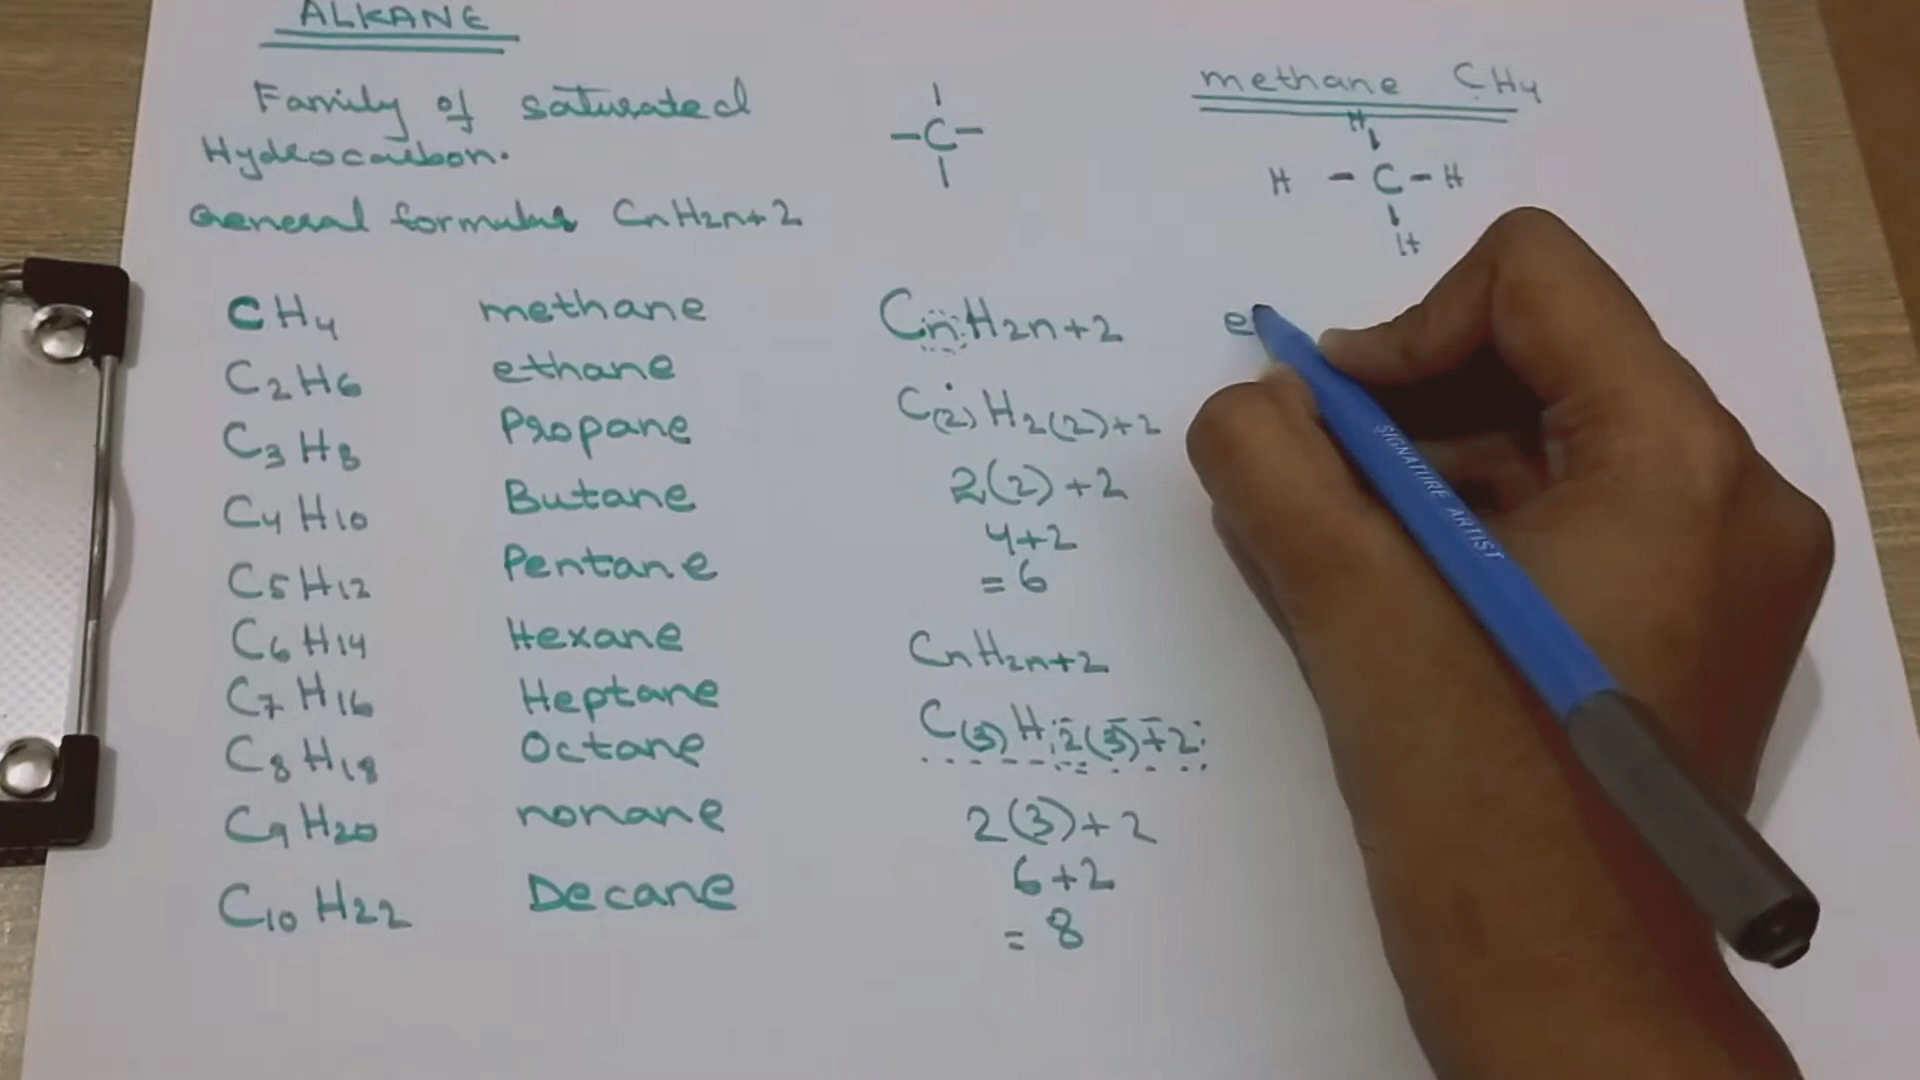 ALKANE
Family of saturated
Hydrocarbon.
General formulas CnH2n+2
CH4 methane
C2H6 ethane
C3H8 Propane
C4H10 Butane
C5H12 Pentane
C6H14 Hexane
C7H16 Heptane
C8H18 Octane
C9H20 nonane
C10H22 Decane
-C-
CnH2n+2
C(2)H2(2)+2
2(2)+2
4+2
=6
CnH2n+2
C(3)H2(3)+2
2(3)+2
6+2
=8
methane CH4
H
H -C-H
H
e
SIGNATURE ARTIST